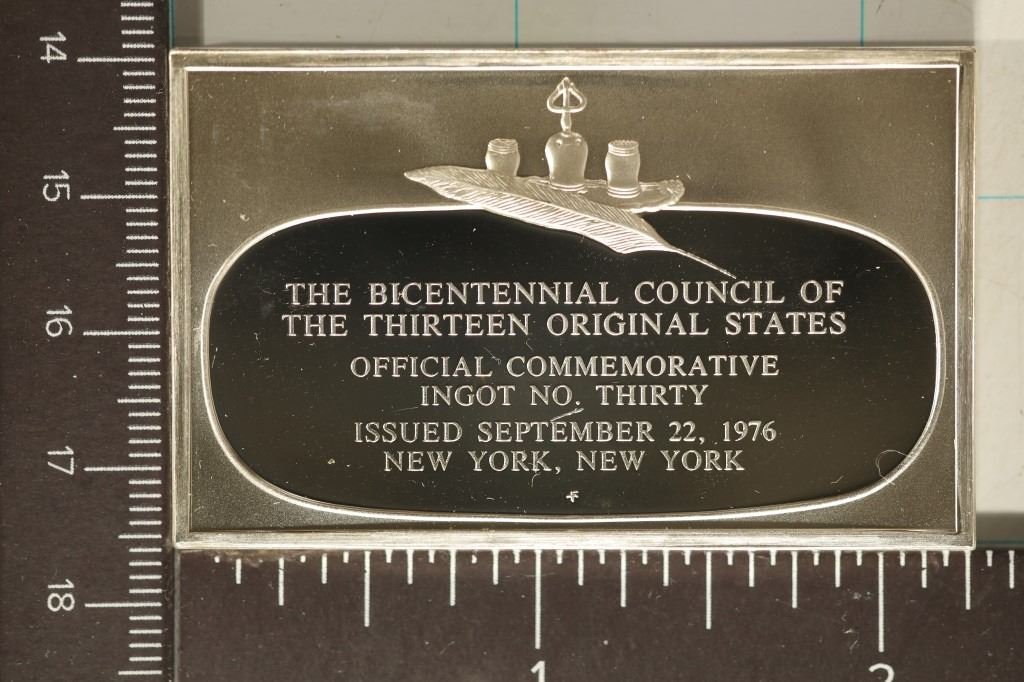 THE BICENTENNIAL COUNCIL OF
THE THIRTEEN ORIGINAL STATES
OFFICIAL COMMEMORATIVE
INGOT NO. THIRTY
ISSUED SEPTEMBER 22, 1976
NEW YORK, NEW YORK
14
15
16
17
18
1
2